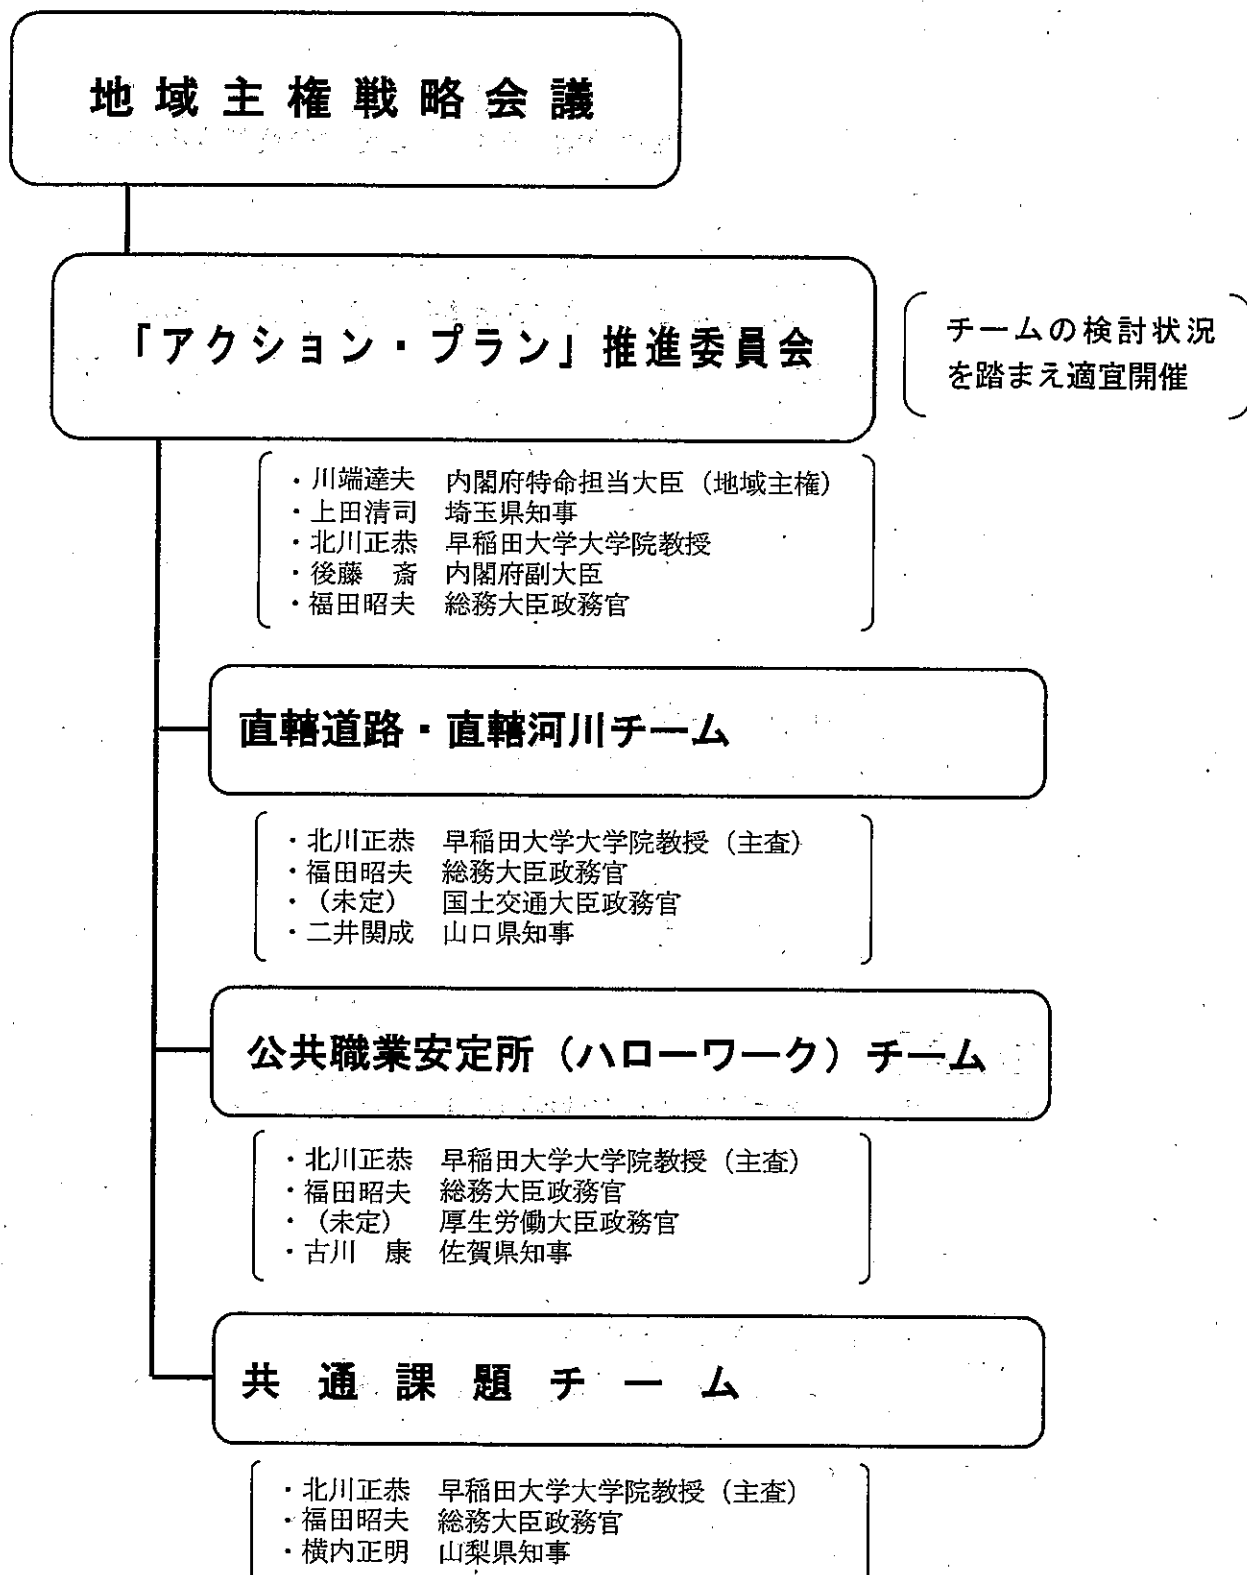 地域主権戦略会議
「アクション・プラン」推進委員会
チームの検討状況
を踏まえ適宜開催
・川端達夫 内閣府特命担当大臣（地域主権）
・上田清司 埼玉県知事
・北川正恭 早稲田大学大学院教授
・後藤　斎 内閣府副大臣
・福田昭夫 総務大臣政務官
直轄道路・直轄河川チーム
・北川正恭 早稲田大学大学院教授（主査）
・福田昭夫 総務大臣政務官
・（未定） 国土交通大臣政務官
・二井関成 山口県知事
公共職業安定所（ハローワーク）チーム
・北川正恭 早稲田大学大学院教授（主査）
・福田昭夫 総務大臣政務官
・（未定） 厚生労働大臣政務官
・古川　康 佐賀県知事
共通課題チーム
・北川正恭 早稲田大学大学院教授（主査）
・福田昭夫 総務大臣政務官
・横内正明 山梨県知事